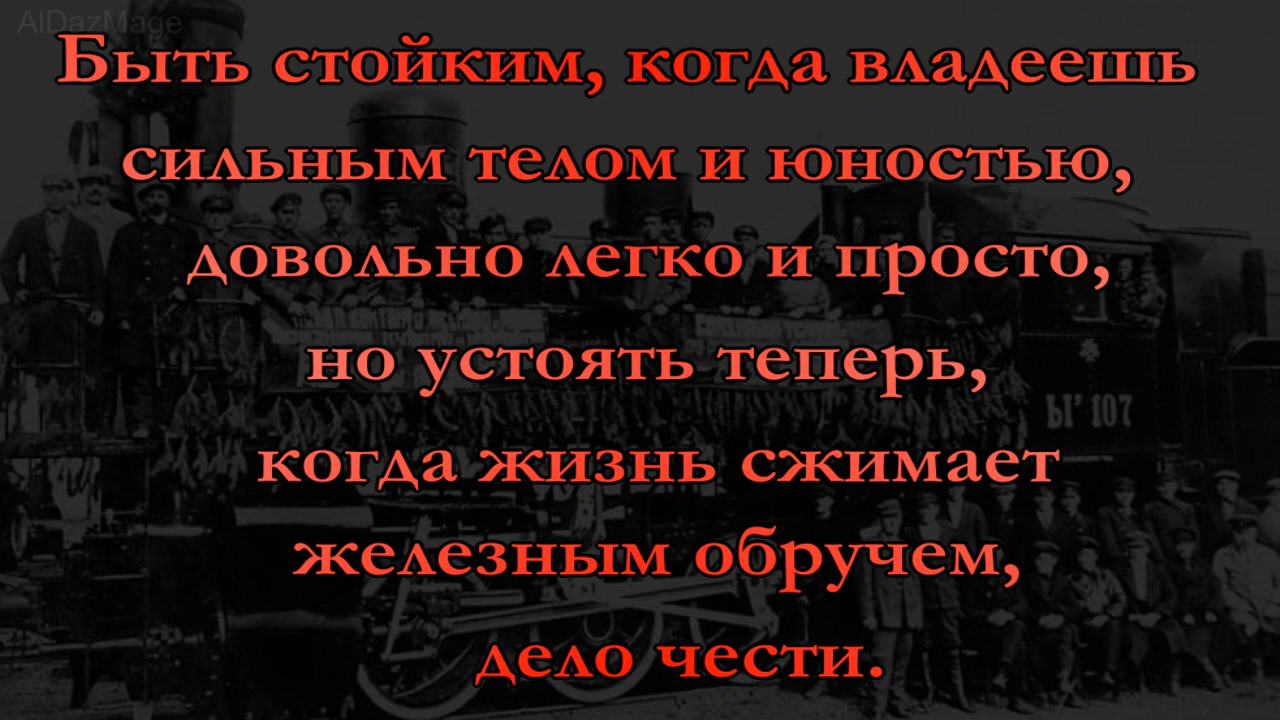 AlDazMage
Быть стойким, когда владеешь
сильным телом и юностью,
довольно легко и просто,
но устоять теперь,
когда жизнь сжимает
железным обручем,
дело чести.
Ы 107